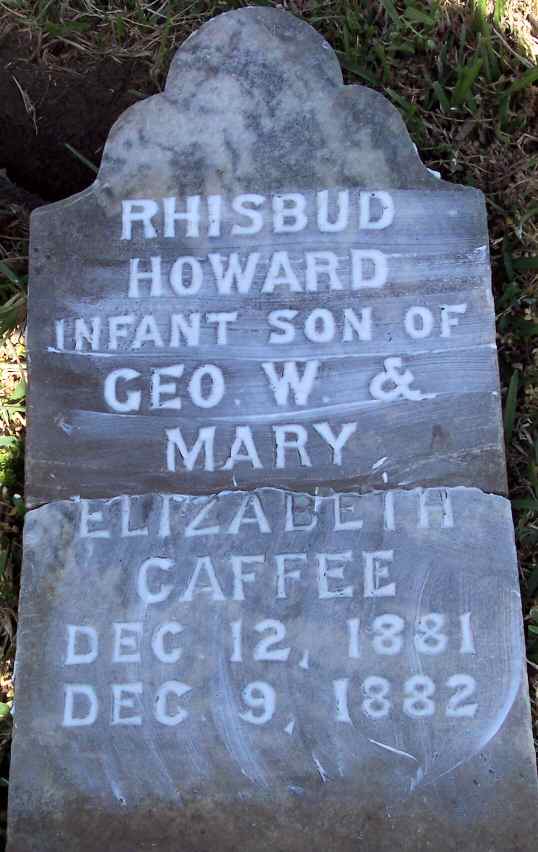 RHISBUD
HOWARD
INFANT SON OF
GEO. W. &
MARY
ELIZABETH
CAFFEE
DEC. 12, 1881
DEC. 9, 1882